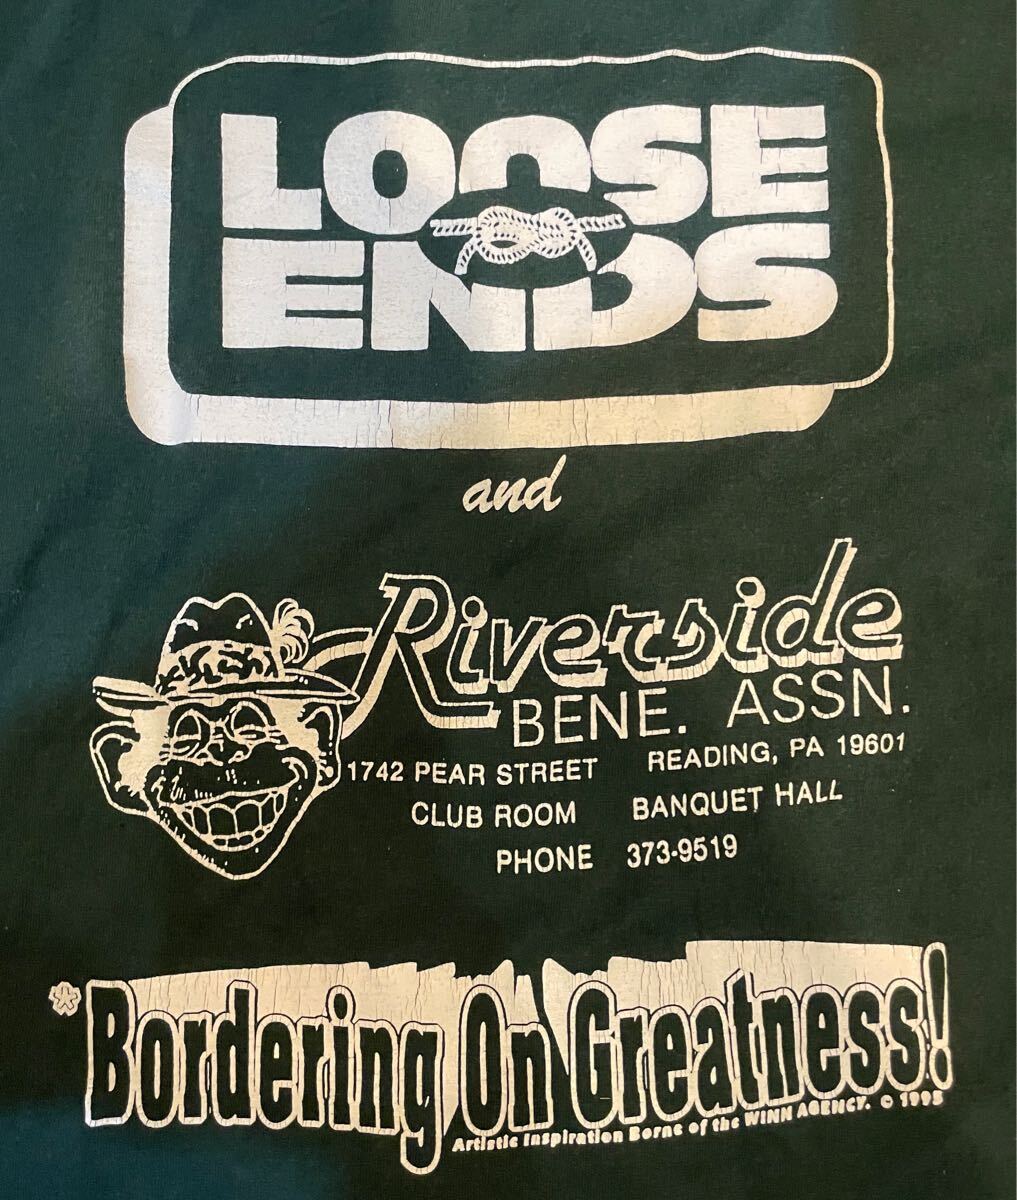 LOOSE
ENDS
and
Riverside
BENE. ASSN.
1742 PEAR STREET READING, PA 19601
CLUB ROOM BANQUET HALL
PHONE 373-9519
*Bordering On Greatness!
Artistic Inspiration Borne of the WINN AGENCY. © 1995